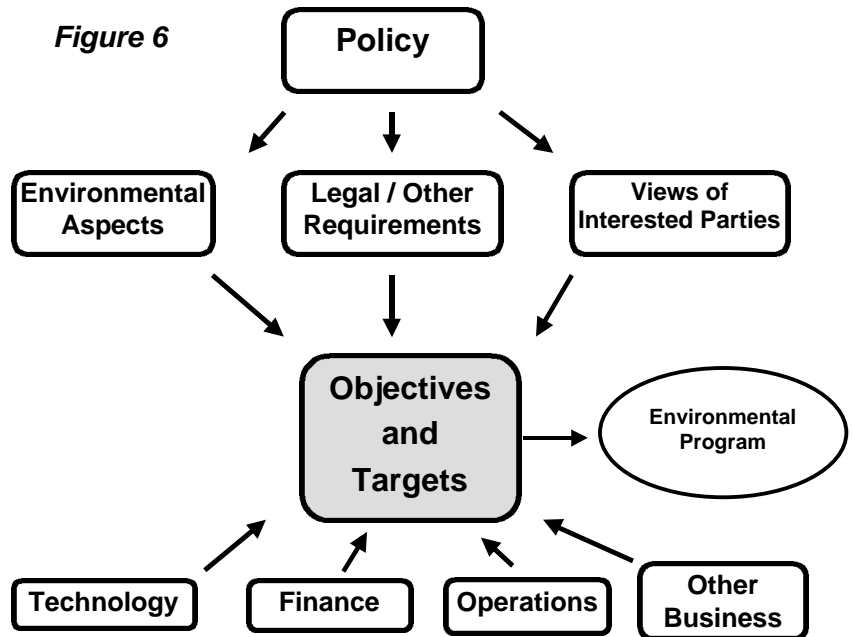 Figure 6
Policy
Environmental
Aspects
Legal / Other
Requirements
Views of
Interested Parties
Objectives
and
Targets
Environmental
Program
Technology
Finance
Operations
Other
Business